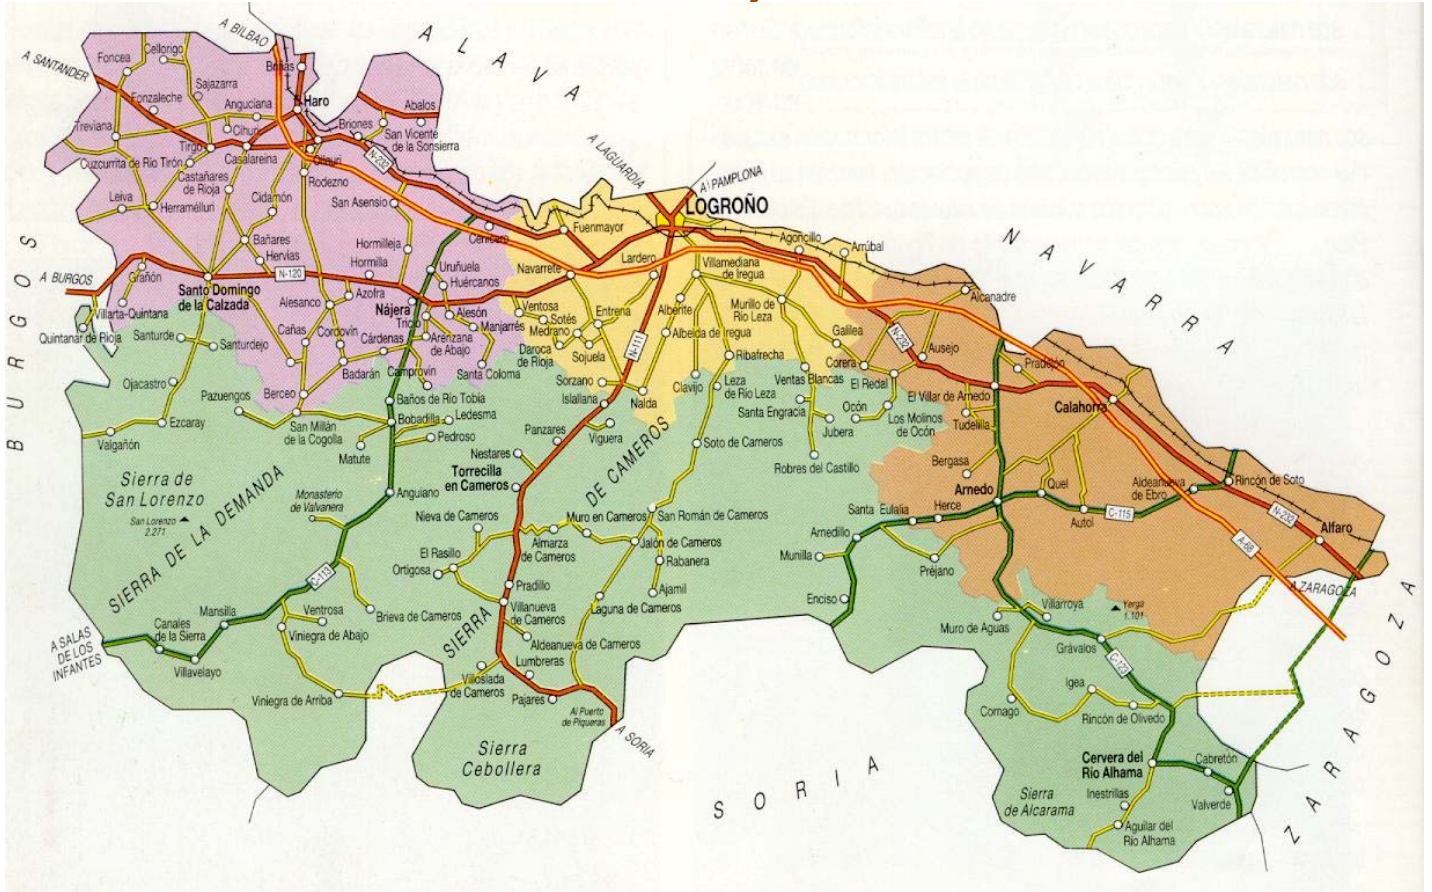 A L A V A
A BILBAO
A SANTANDER
Foncea
Cellorigo
Briñas
Sajazarra
Fonzaleche
Anguciana
Haro
Abalos
Treviana
Cihuri
Briones
San Vicente
de la Sonsierra
Tirgo
Casalareina
Ollauri
N-232
Cuzcurrita de Río Tirón
Castañares
de Rioja
Rodezno
A LAGUARDIA
A PAMPLONA
Leiva
Herramélluri
Cidamón
San Asensio
LOGROÑO
Cenicero
Fuenmayor
Agoncillo
Arrúbal
N A V A R R A
Bañares
Hervias
Hormilleja
Hormilla
Uruñuela
Huércanos
Navarrete
Lardero
Villamediana
de Iregua
A BURGOS
Grañón
N-120
Santo Domingo
de la Calzada
Alesanco
Azofra
Nájera
Tricio
Alesón
Manjarrés
Ventosa
Sotés
Medrano
Entrena
Alberite
Murillo de
Río Leza
Alcanadre
Villarta-Quintana
Quintanar de Rioja
Santurde
Santurdejo
Cañas
Cordovín
Cárdenas
Arenzana
de Abajo
Daroca
de Rioja
Sojuela
N-111
Albelda de Iregua
Ribafrecha
Galilea
N-232
Ausejo
Corera
Pradejón
B U R G O S
Ojacastro
Pazuengos
Berceo
Badarán
Camprovín
Santa Coloma
Sorzano
Islallana
Nalda
Clavijo
Leza
de Río Leza
Ventas Blancas
El Redal
El Villar de Arnedo
Calahorra
Ezcaray
Valgañón
San Millán
de la Cogolla
Baños de Río Tobía
Bobadilla
Ledesma
Pedroso
Matute
Panzares
Viguera
Santa Engracia
Jubera
Ocón
Los Molinos
de Ocón
Tudelilla
Sierra de
San Lorenzo
San Lorenzo
2.271
SIERRA DE LA DEMANDA
Monasterio
de Valvanera
Anguiano
Nestares
Torrecilla
en Cameros
DE CAMEROS
Soto de Cameros
Robres del Castillo
Bergasa
Arnedo
Quel
Autol
Aldeanueva
de Ebro
Rincón de Soto
C-115
N-232
Alfaro
A-68
Nieva de Cameros
Muro en Cameros
San Román de Cameros
Santa Eulalia
Herce
Arnedillo
El Rasillo
Ortigosa
Almarza
de Cameros
Jalón de Cameros
Rabanera
Munilla
Préjano
C-113
Pradillo
Ajamil
Enciso
A ZARAGOZA
Mansilla
Ventrosa
Brieva de Cameros
Villanueva
de Cameros
Laguna de Cameros
Villarroya
Yerga
1.101
A SALAS
DE LOS
INFANTES
Canales
de la Sierra
Villavelayo
Viniegra de Abajo
SIERRA
Aldeanueva de Cameros
Muro de Aguas
Grávalos
C-123
Viniegra de Arriba
Villoslada
de Cameros
Lumbreras
Pajares
Al Puerto
de Piqueras
A SORIA
Cornago
Igea
Rincón de Olivedo
Sierra
Cebollera
S O R I A
Cervera del
Río Alhama
Cabretón
Valverde
Inestrillas
Sierra
de Alcarama
Aguilar del
Río Alhama
Z A R A G O Z A